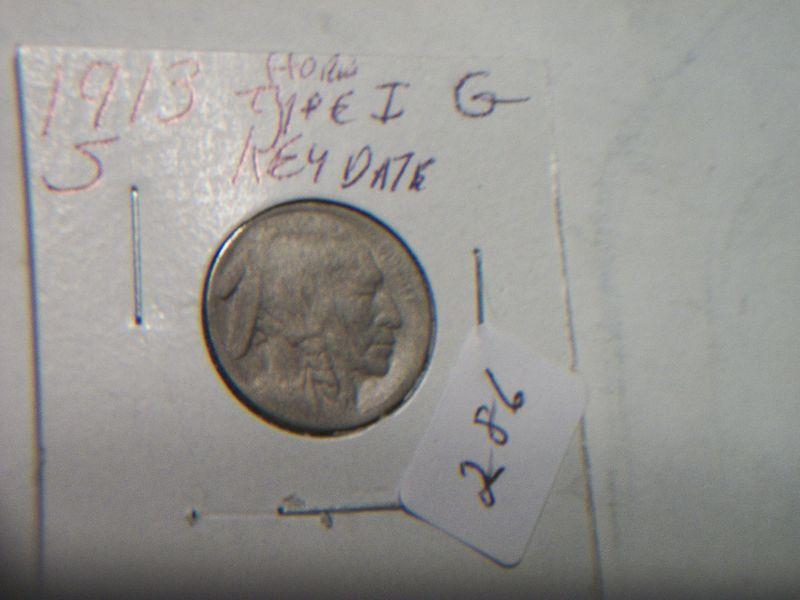 HORN
1913 TYPE I G
S KEY DATE
286